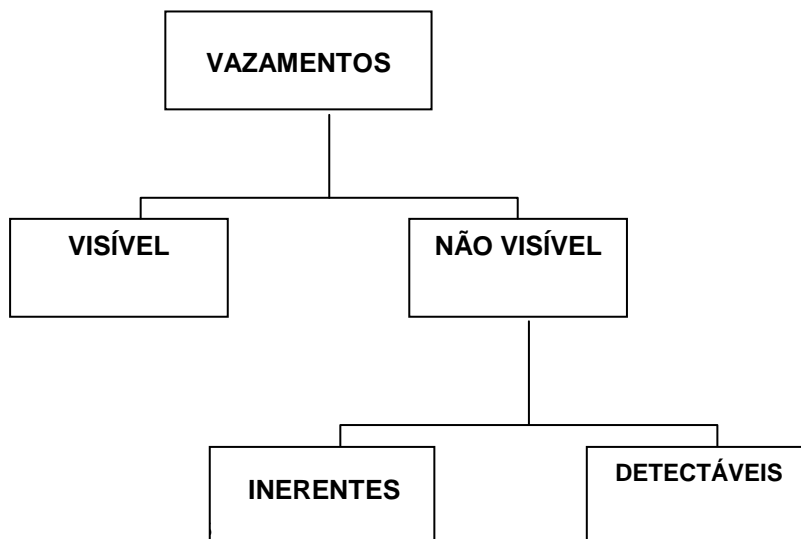 VAZAMENTOS
VISÍVEL
NÃO VISÍVEL
INERENTES
DETECTÁVEIS